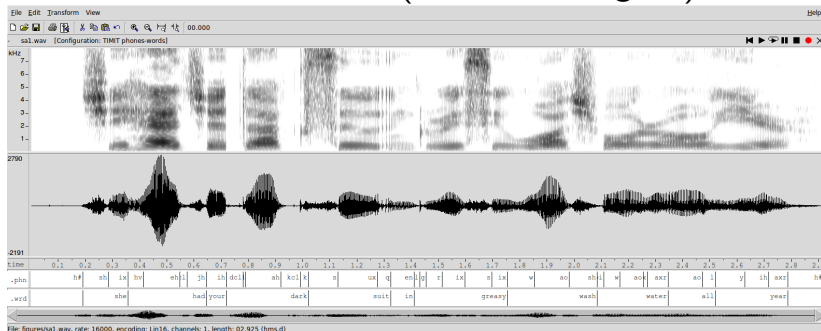 File Edit Transform View Help
00.000
sa1.wav [Configuration: TIMIT phones-words]
kHz
7
6
5
4
3
2
1
2790
-2191
time 0.1 0.2 0.3 0.4 0.5 0.6 0.7 0.8 0.9 1.0 1.1 1.2 1.3 1.4 1.5 1.6 1.7 1.8 1.9 2.0 2.1 2.2 2.3 2.4 2.5 2.6 2.7 2.8
.phn h# sh ix hv eh jh ih dcl ah kcl k s ux q en g r ix s ix w ao sh i w ao axr ao l y ih axr h#
.wrd she had your dark suit in greasy wash water all year
File: figures/sa1.wav, rate: 16000, encoding: Lin16, channels: 1, length: 02.925 (hms.d)